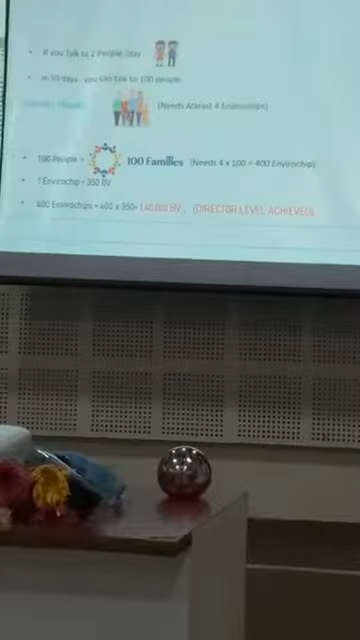 If you Talk to 2 People /Day
In 50 days, you can talk to 100 people
(Needs Atleast 4 Envirochips)
100 People = 100 Families (Needs 4 x 100 = 400 Envirochip)
1 Envirochip = 350 BV
400 Envirochips = 400 x 350= 1,40,000 BV , (DIRECTOR LEVEL ACHIEVED)